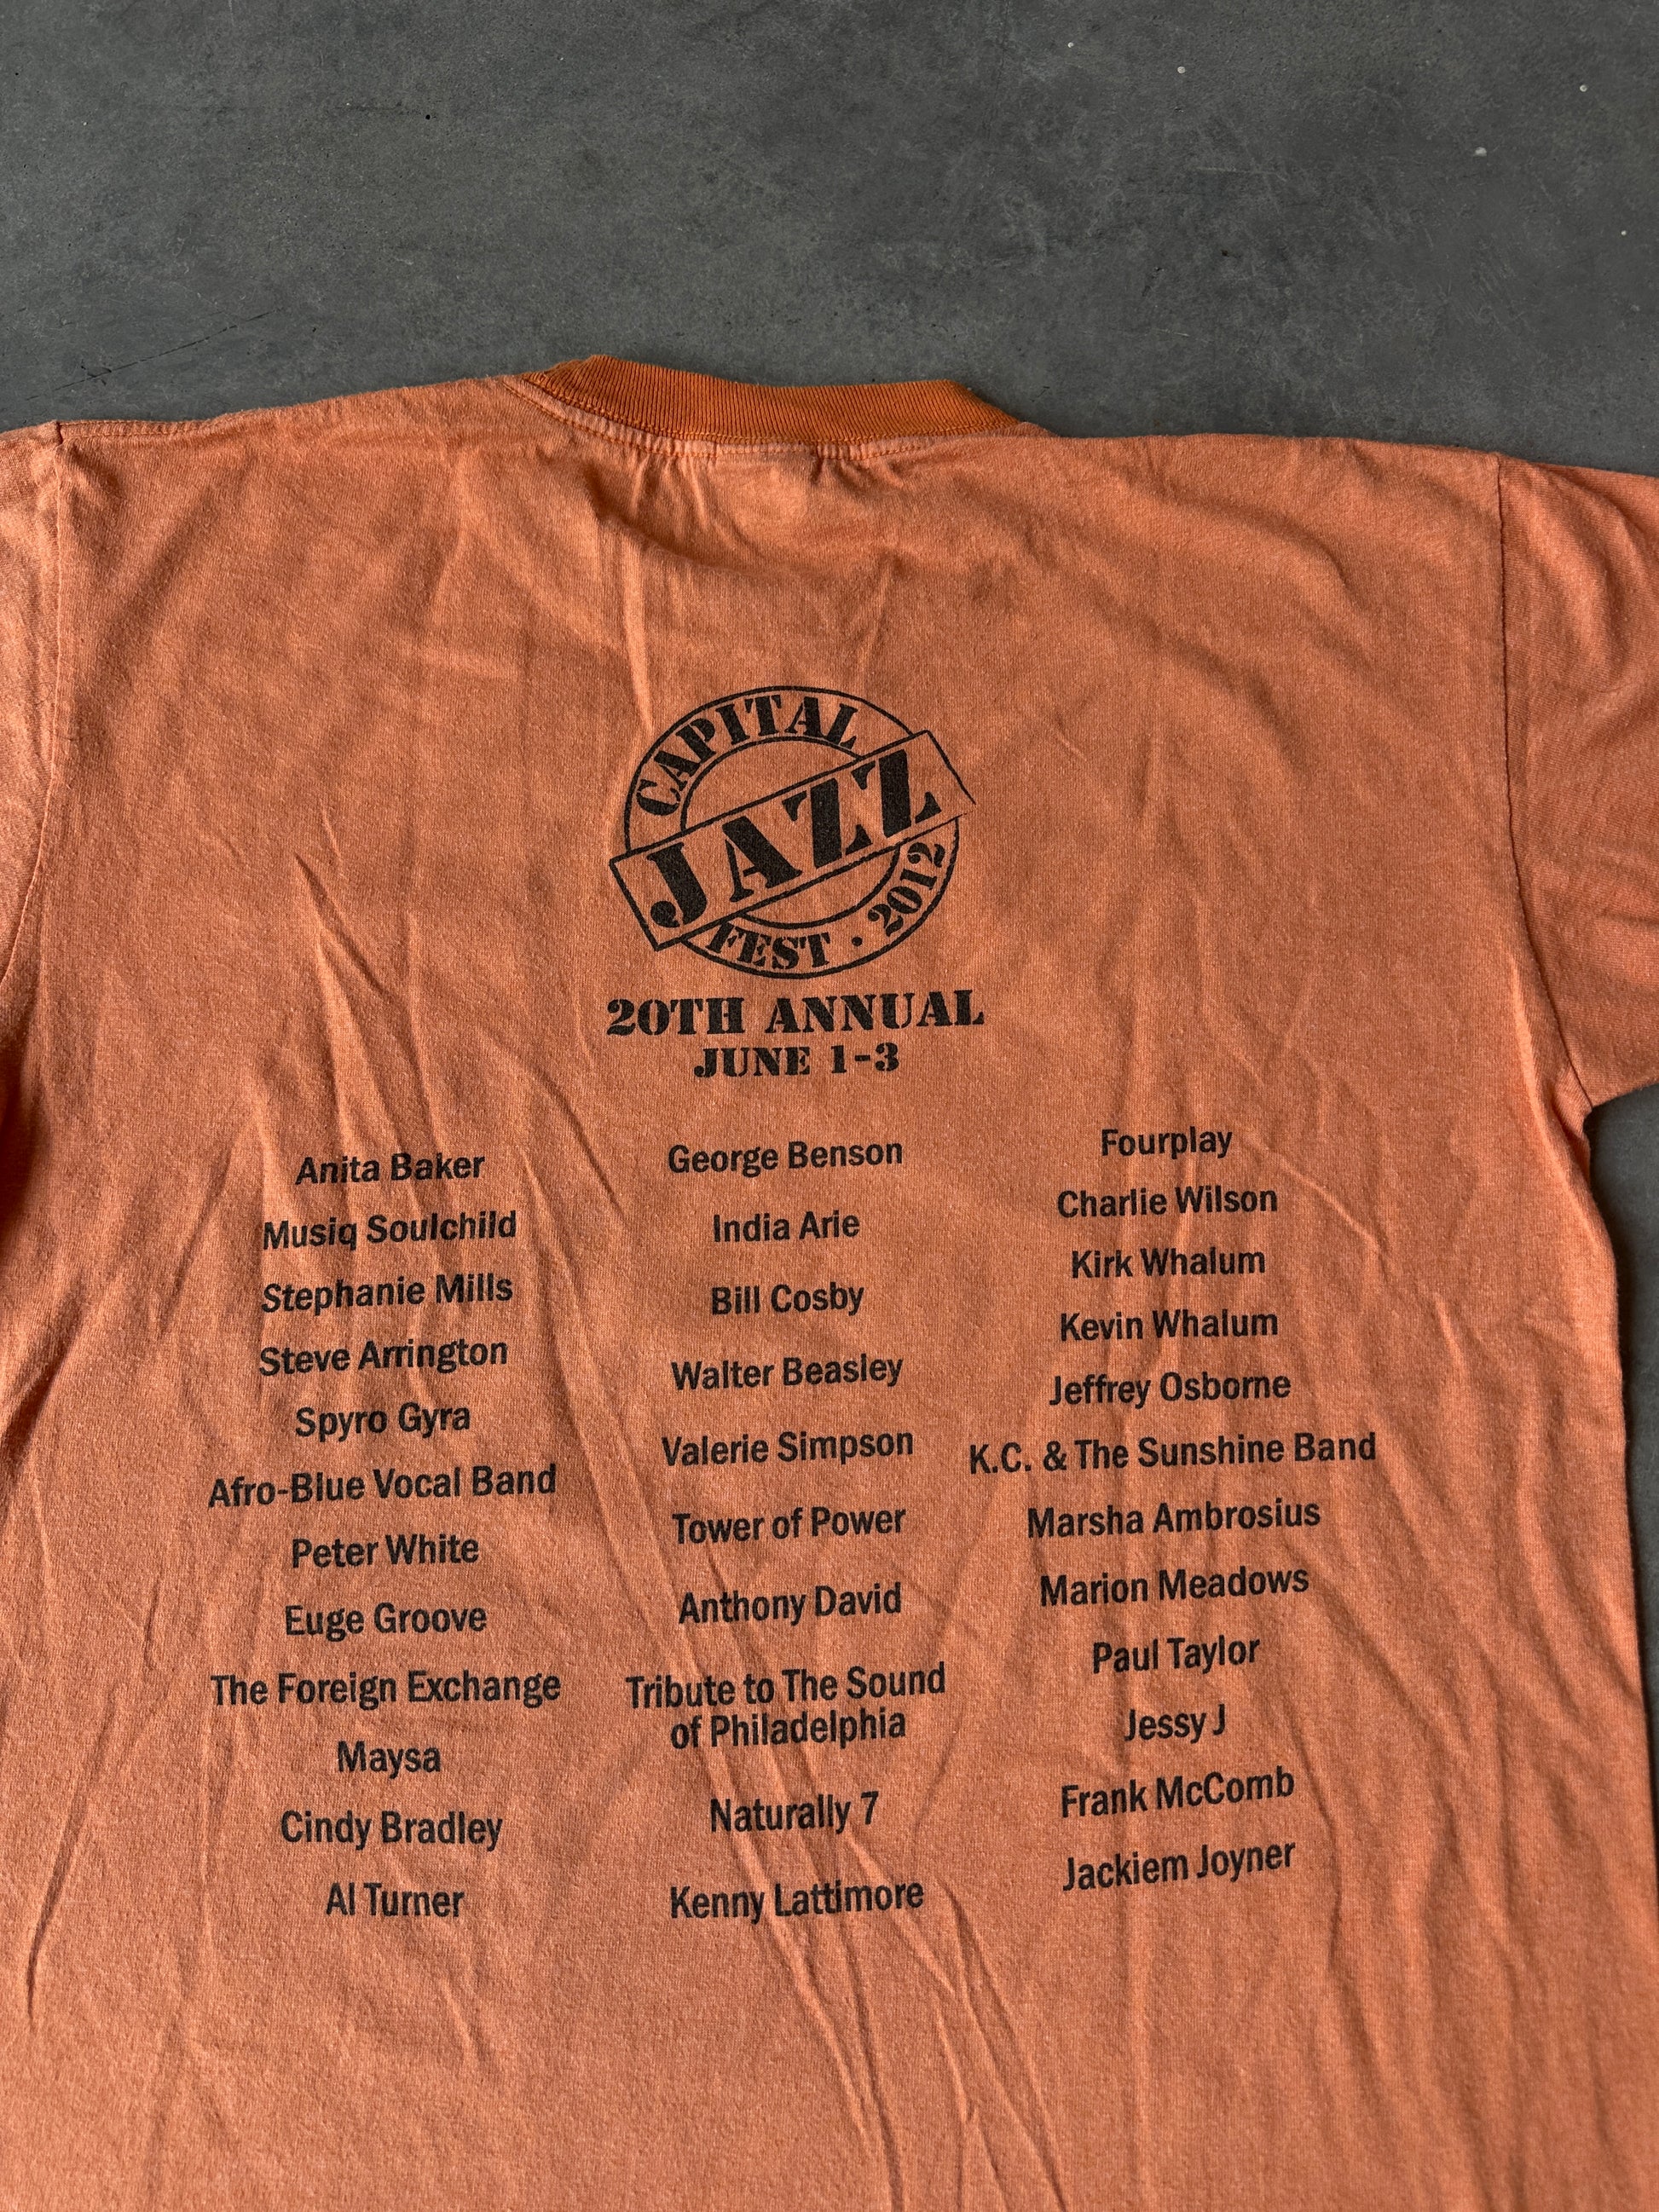 CAPITAL
JAZZ
FEST · 2012
20TH ANNUAL
JUNE 1-3
Anita Baker
Musiq Soulchild
Stephanie Mills
Steve Arrington
Spyro Gyra
Afro-Blue Vocal Band
Peter White
Euge Groove
The Foreign Exchange
Maysa
Cindy Bradley
Al Turner
George Benson
India Arie
Bill Cosby
Walter Beasley
Valerie Simpson
Tower of Power
Anthony David
Tribute to The Sound
of Philadelphia
Naturally 7
Kenny Lattimore
Fourplay
Charlie Wilson
Kirk Whalum
Kevin Whalum
Jeffrey Osborne
K.C. & The Sunshine Band
Marsha Ambrosius
Marion Meadows
Paul Taylor
Jessy J
Frank McComb
Jackiem Joyner